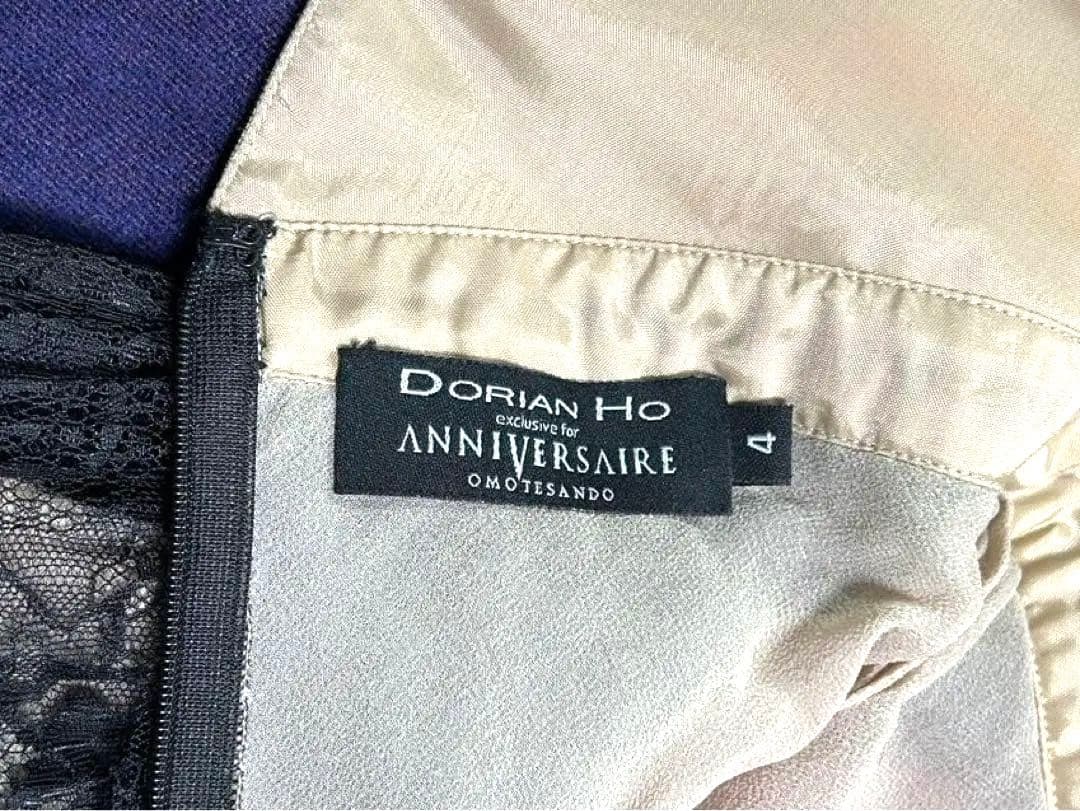 DORIAN HO
exclusive for
ANNIVERSAIRE
OMOTESANDO
4